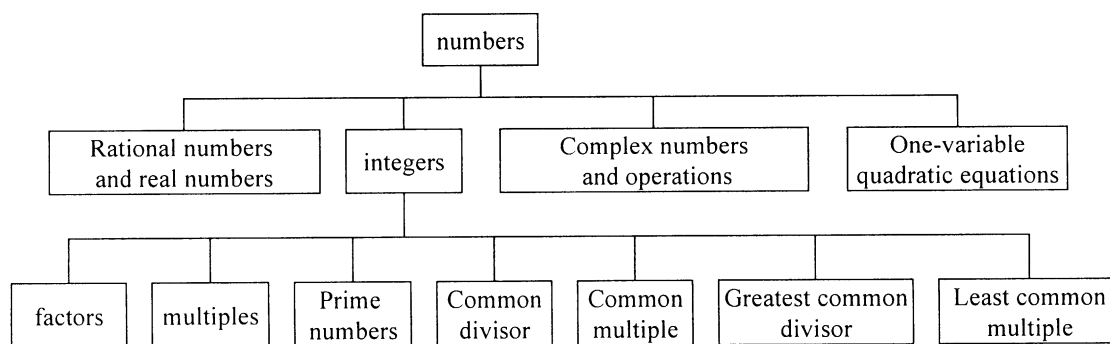 numbers
Rational numbers
and real numbers
integers
Complex numbers
and operations
One-variable
quadratic equations
factors
multiples
Prime
numbers
Common
divisor
Common
multiple
Greatest common
divisor
Least common
multiple